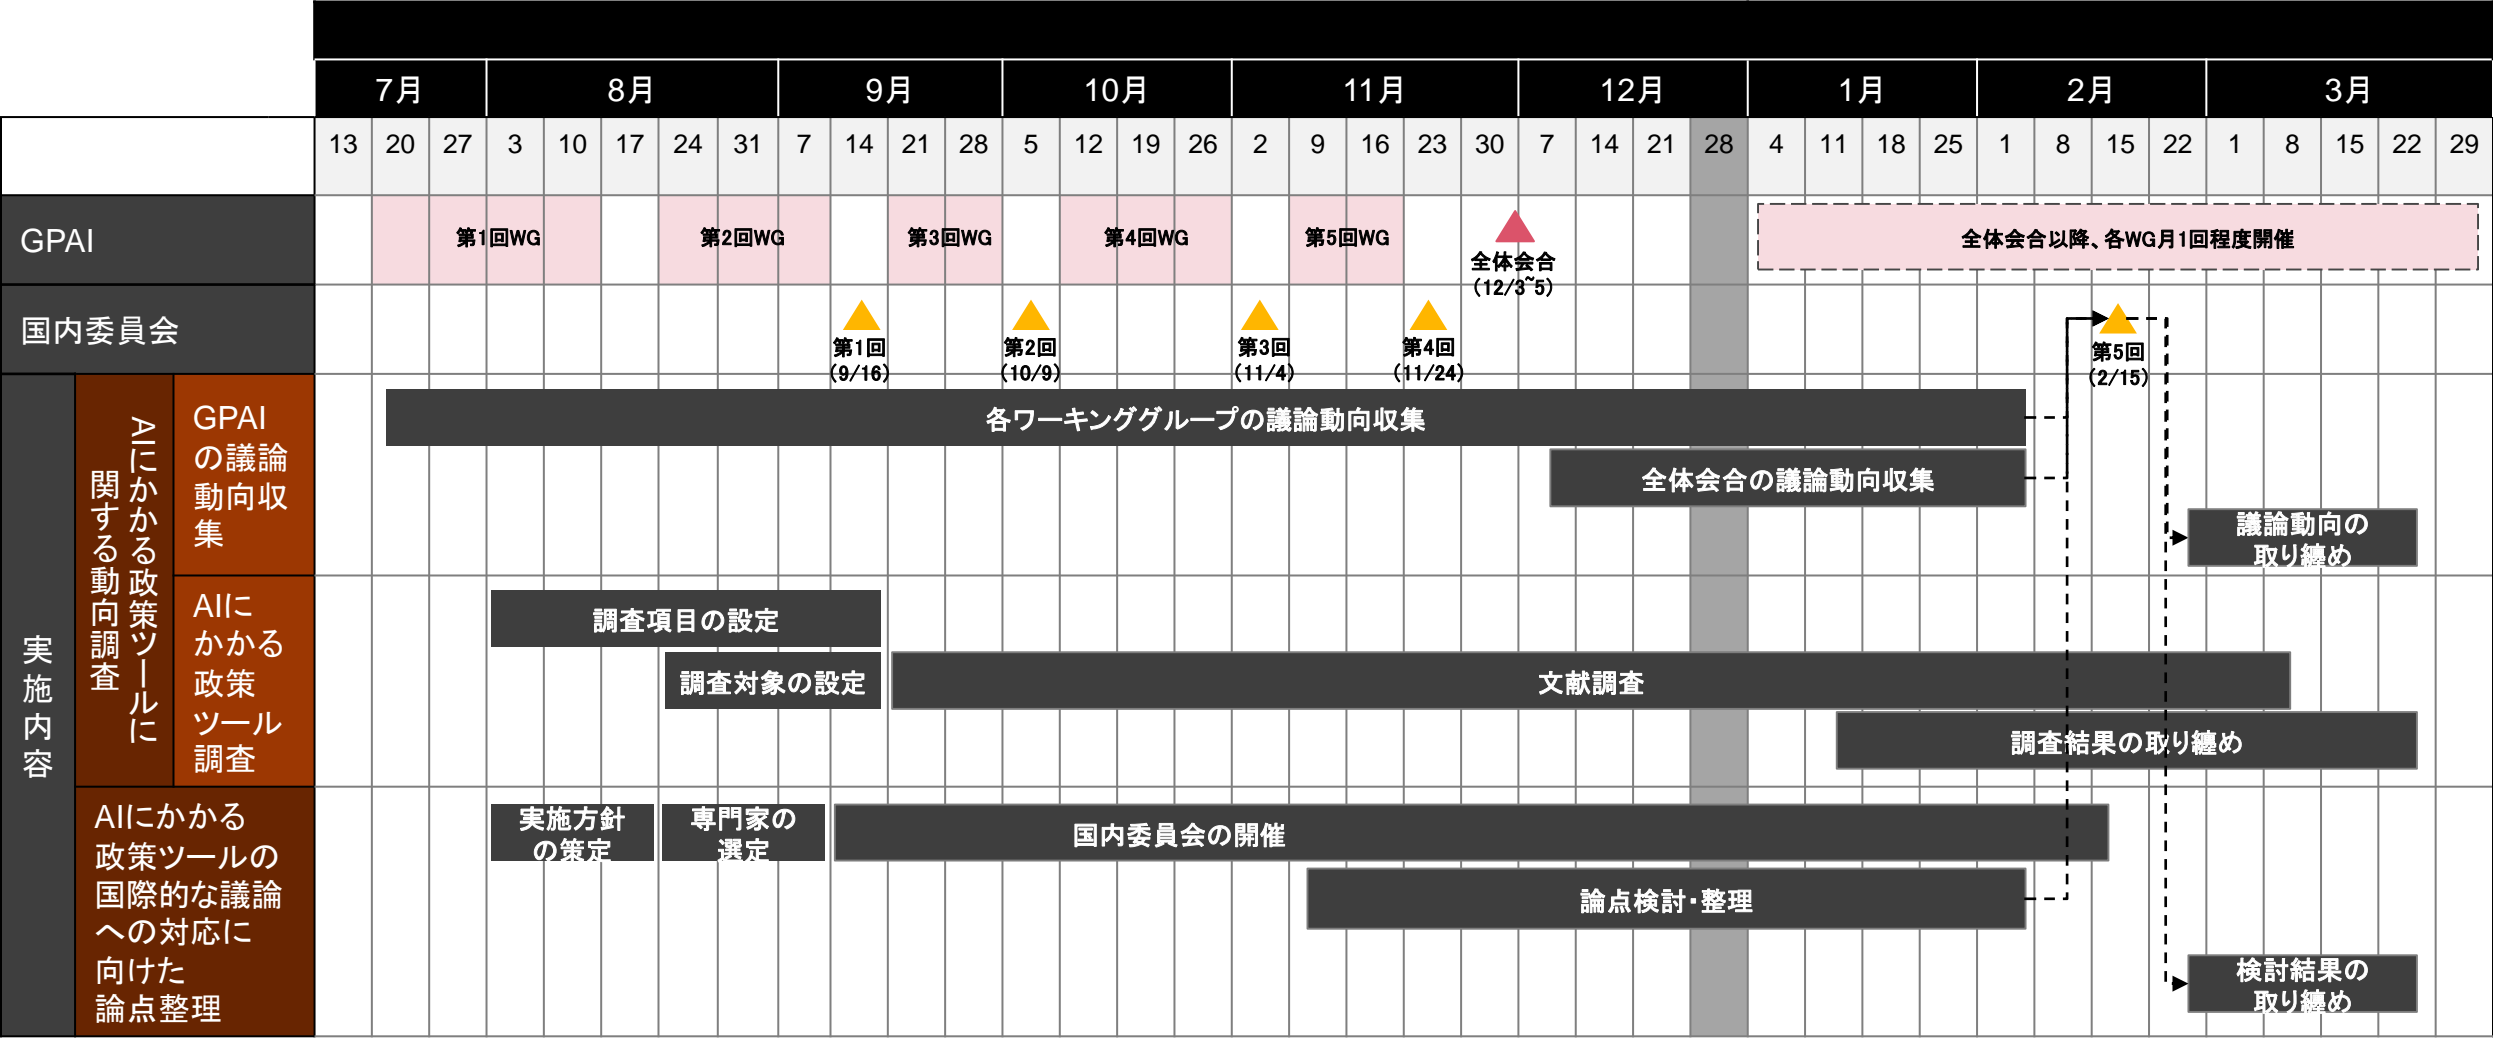 7月 8月 9月 10月 11月 12月 1月 2月 3月
13 20 27 3 10 17 24 31 7 14 21 28 5 12 19 26 2 9 16 23 30 7 14 21 28 4 11 18 25 1 8 15 22 1 8 15 22 29
GPAI
第1回WG
第2回WG
第3回WG
第4回WG
第5回WG
全体会合
(12/3~5)
全体会合以降、各WG月1回程度開催
国内委員会
第1回
(9/16)
第2回
(10/9)
第3回
(11/4)
第4回
(11/24)
第5回
(2/15)
実施内容
AIにかかる政策ツールに
関する動向調査
GPAI
の議論
動向収
集
各ワーキンググループの議論動向収集
全体会合の議論動向収集
議論動向の
取り纏め
AIに
かかる
政策
ツール
調査
調査項目の設定
調査対象の設定
文献調査
調査結果の取り纏め
AIにかかる
政策ツールの
国際的な議論
への対応に
向けた
論点整理
実施方針
の策定
専門家の
選定
国内委員会の開催
論点検討・整理
検討結果の
取り纏め